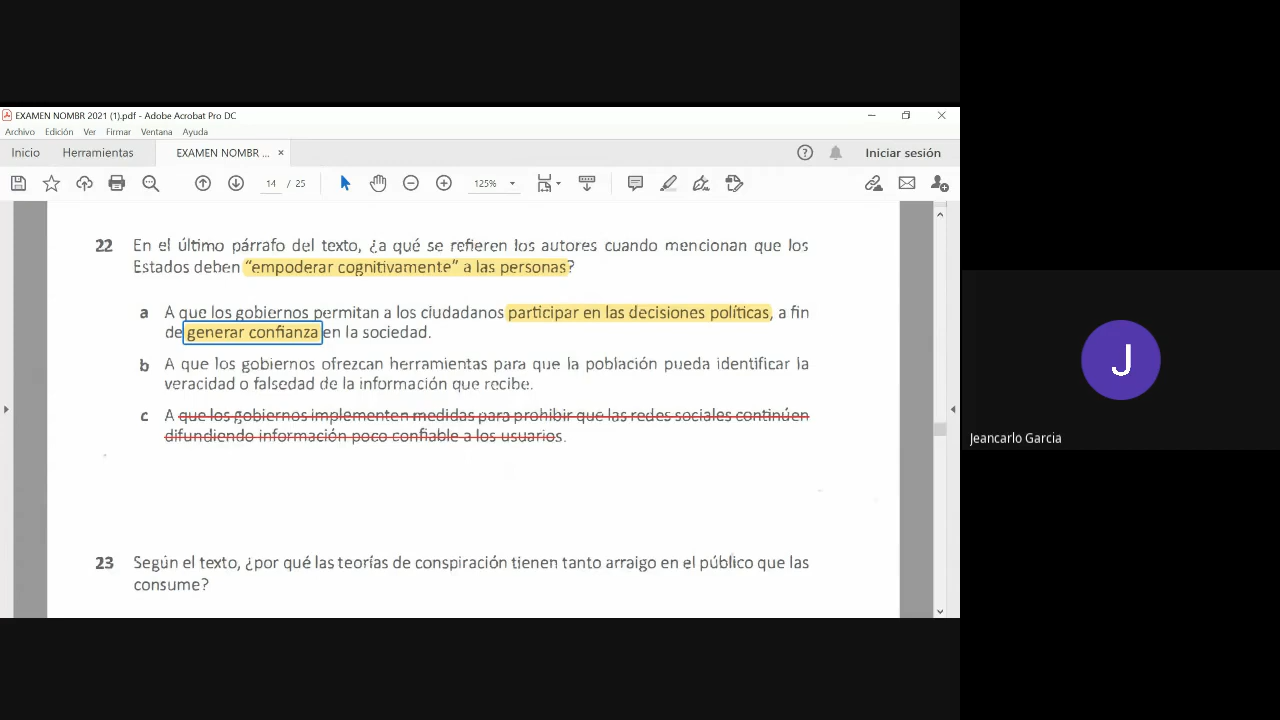 EXAMEN NOMBR 2021 (1).pdf - Adobe Acrobat Pro DC
Archivo Edición Ver Firmar Ventana Ayuda
Inicio Herramientas EXAMEN NOMBR ... × Iniciar sesión
14 / 25 125%
22 En el último párrafo del texto, ¿a qué se refieren los autores cuando mencionan que los
Estados deben “empoderar cognitivamente” a las personas?
a A que los gobiernos permitan a los ciudadanos participar en las decisiones políticas, a fin
de generar confianza en la sociedad.
b A que los gobiernos ofrezcan herramientas para que la población pueda identificar la
veracidad o falsedad de la información que recibe.
c A que los gobiernos implementen medidas para prohibir que las redes sociales continúen
difundiendo información poco confiable a los usuarios.
23 Según el texto, ¿por qué las teorías de conspiración tienen tanto arraigo en el público que las
consume?
J
Jeancarlo Garcia